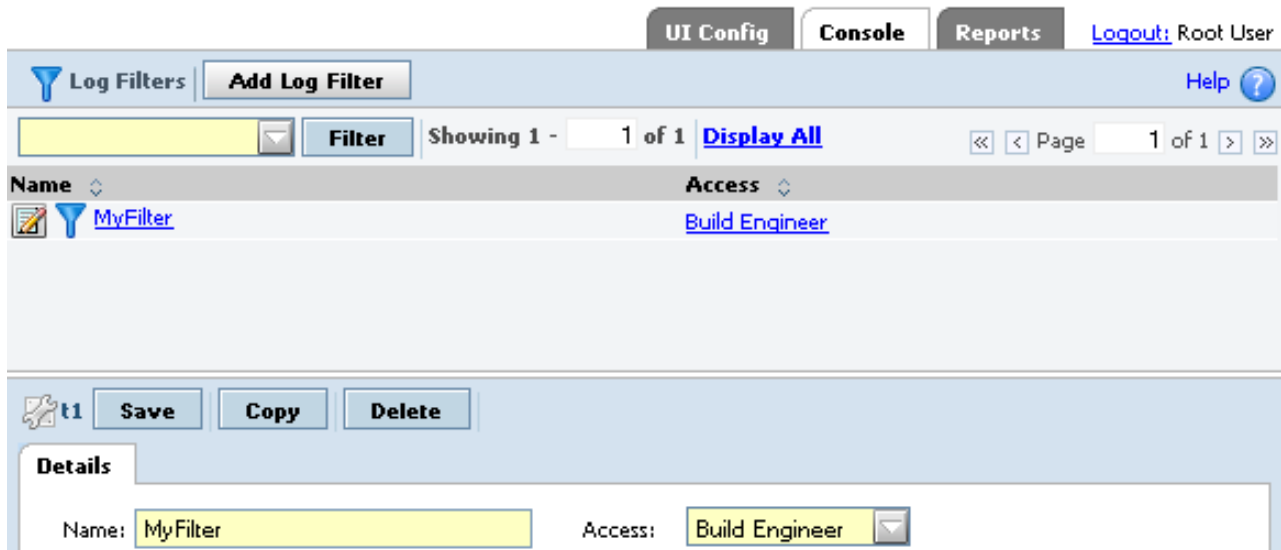 UI Config Console Reports Logout: Root User
Log Filters Add Log Filter Help ?
Filter Showing 1 - 1 of 1 Display All « < Page 1 of 1 > »
Name Access
MyFilter Build Engineer
t1 Save Copy Delete
Details
Name: MyFilter Access: Build Engineer